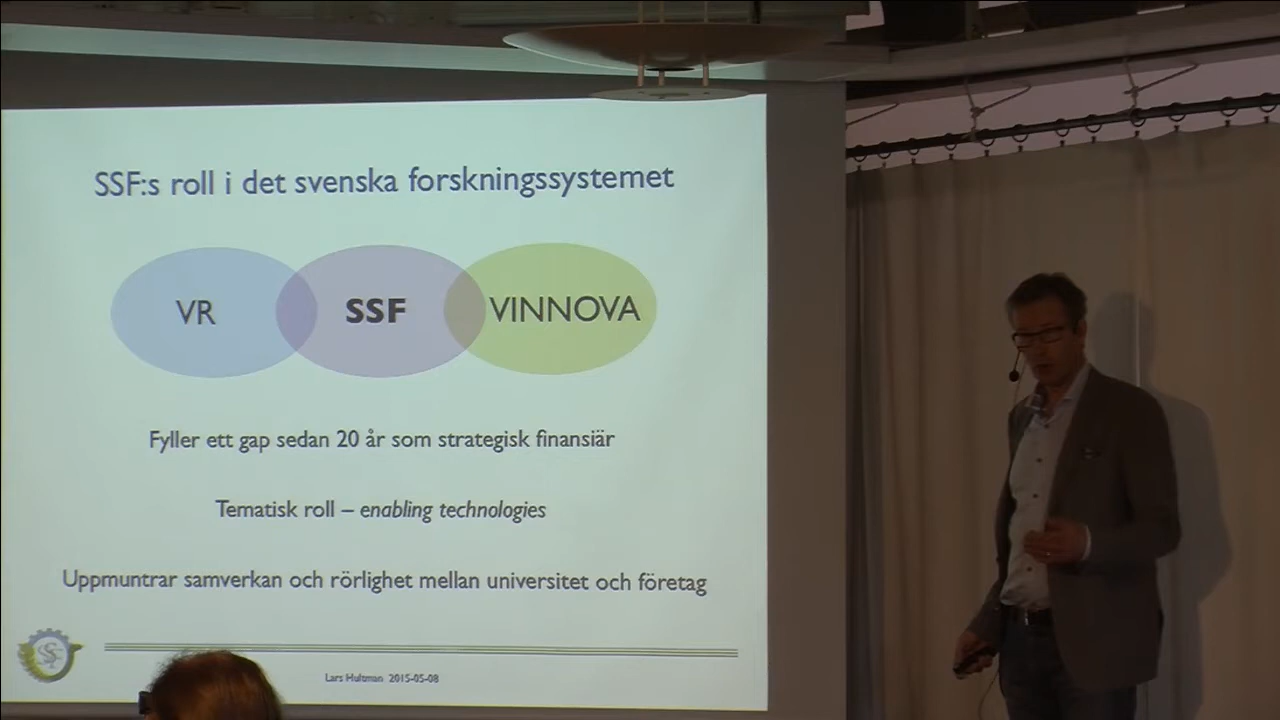 SSF:s roll i det svenska forskningssystemet
VR
SSF
VINNOVA
Fyller ett gap sedan 20 år som strategisk finansiär
Tematisk roll – enabling technologies
Uppmuntrar samverkan och rörlighet mellan universitet och företag
SSF
Lars Hultman 2015-05-08